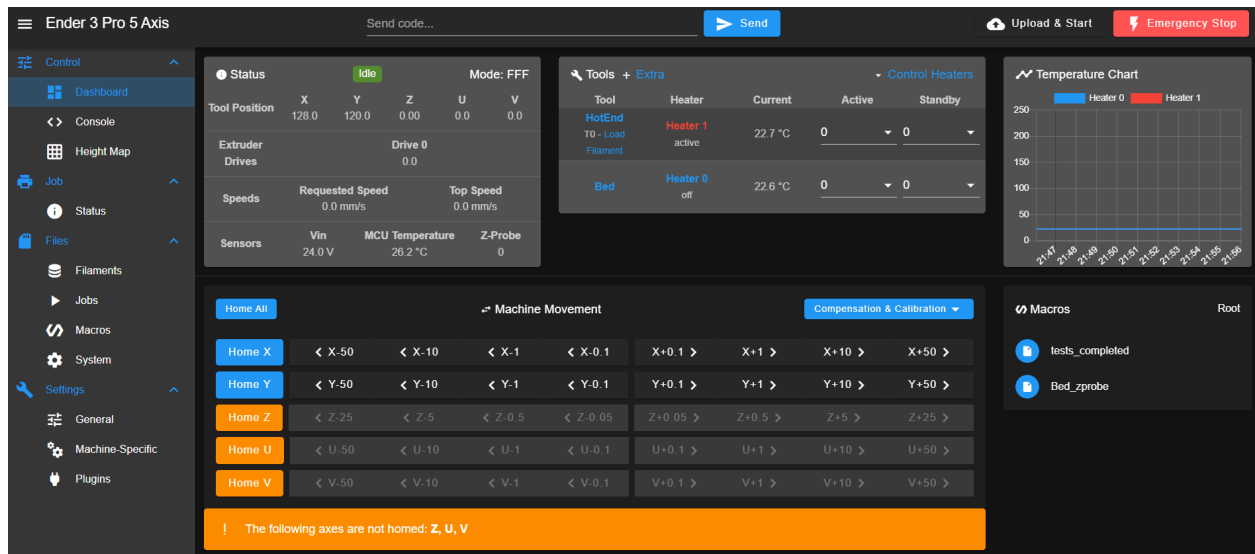 Ender 3 Pro 5 Axis
Send code...
Send
Upload & Start
Emergency Stop
Control
Dashboard
Console
Height Map
Job
Status
Files
Filaments
Jobs
Macros
System
Settings
General
Machine-Specific
Plugins
Status
Idle
Mode: FFF
Tool Position
X Y Z U V
128.0 120.0 0.00 0.0 0.0
Extruder Drives
Drive 0
0.0
Speeds
Requested Speed Top Speed
0.0 mm/s 0.0 mm/s
Sensors
Vin MCU Temperature Z-Probe
24.0 V 26.2 °C 0
Tools + Extra
Control Heaters
Tool Heater Current Active Standby
HotEnd
T0 - Load Filament
Heater 1
active
22.7 °C 0 0
Bed
Heater 0
off
22.6 °C 0 0
Temperature Chart
Heater 0 Heater 1
250
200
150
100
50
0
21:47 21:48 21:49 21:50 21:51 21:52 21:53 21:54 21:55 21:56
Home All
Machine Movement
Compensation & Calibration
Home X X-50 X-10 X-1 X-0.1 X+0.1 X+1 X+10 X+50
Home Y Y-50 Y-10 Y-1 Y-0.1 Y+0.1 Y+1 Y+10 Y+50
Home Z Z-25 Z-5 Z-0.5 Z-0.05 Z+0.05 Z+0.5 Z+5 Z+25
Home U U-50 U-10 U-1 U-0.1 U+0.1 U+1 U+10 U+50
Home V V-50 V-10 V-1 V-0.1 V+0.1 V+1 V+10 V+50
! The following axes are not homed: Z, U, V
Macros
Root
tests_completed
Bed_zprobe